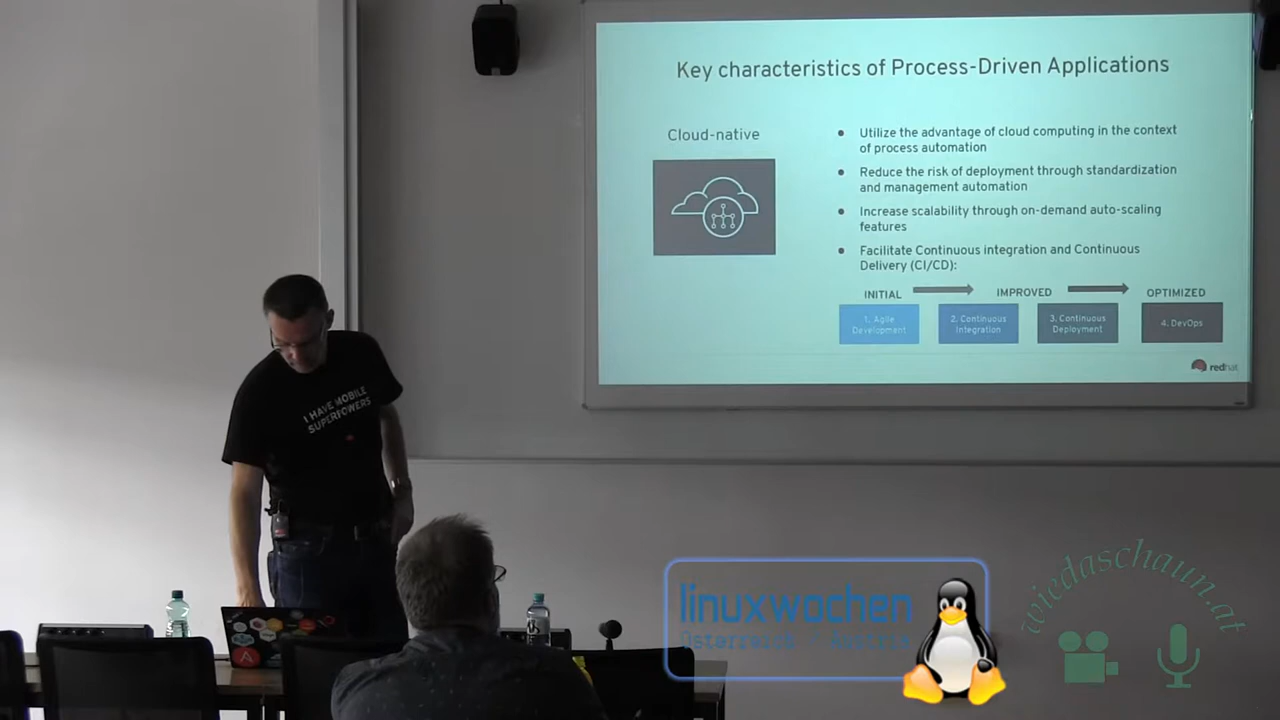 Key characteristics of Process-Driven Applications
Cloud-native
Utilize the advantage of cloud computing in the context
of process automation
Reduce the risk of deployment through standardization
and management automation
Increase scalability through on-demand auto-scaling
features
Facilitate Continuous integration and Continuous
Delivery (CI/CD):
INITIAL
IMPROVED
OPTIMIZED
1. Agile
Development
2. Continuous
Integration
3. Continuous
Deployment
4. DevOps
redhat
I HAVE MOBILE
SUPERPOWERS
linuxwochen
Österreich / Austria
wiedaschaun.at